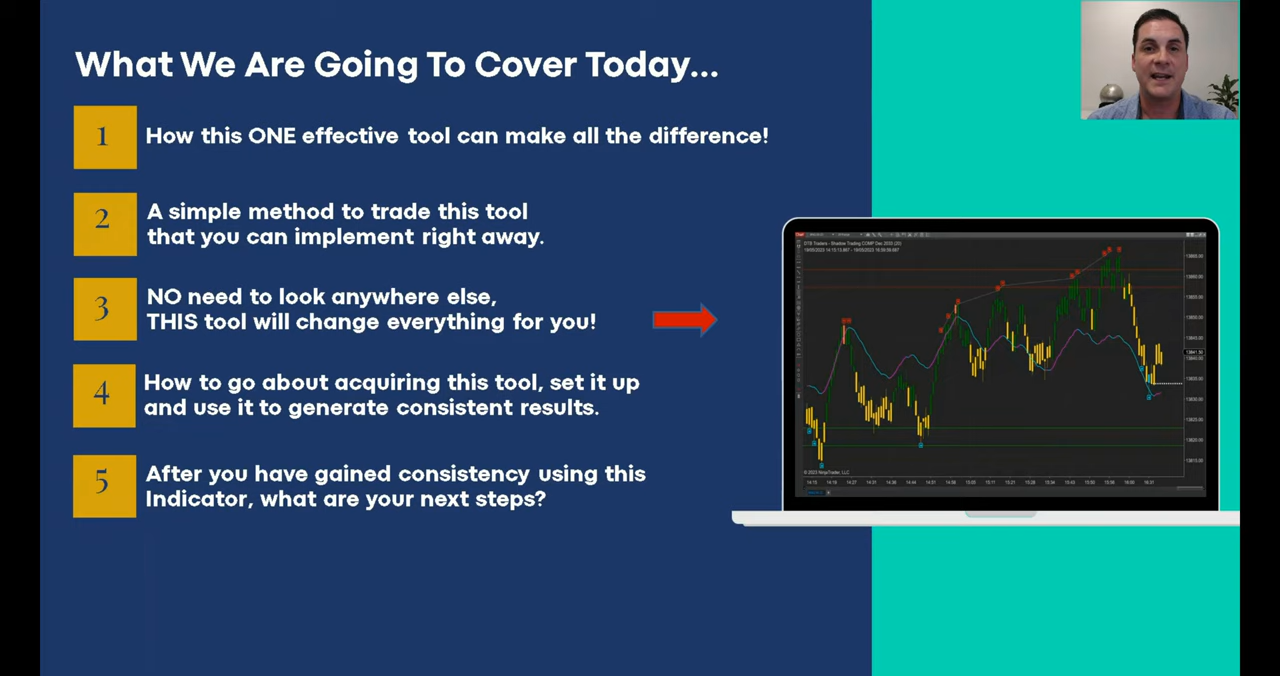 What We Are Going To Cover Today...
1
How this ONE effective tool can make all the difference!
2
A simple method to trade this tool
that you can implement right away.
3
NO need to look anywhere else,
THIS tool will change everything for you!
4
How to go about acquiring this tool, set it up
and use it to generate consistent results.
5
After you have gained consistency using this
Indicator, what are your next steps?
© 2023 NinjaTrader, LLC